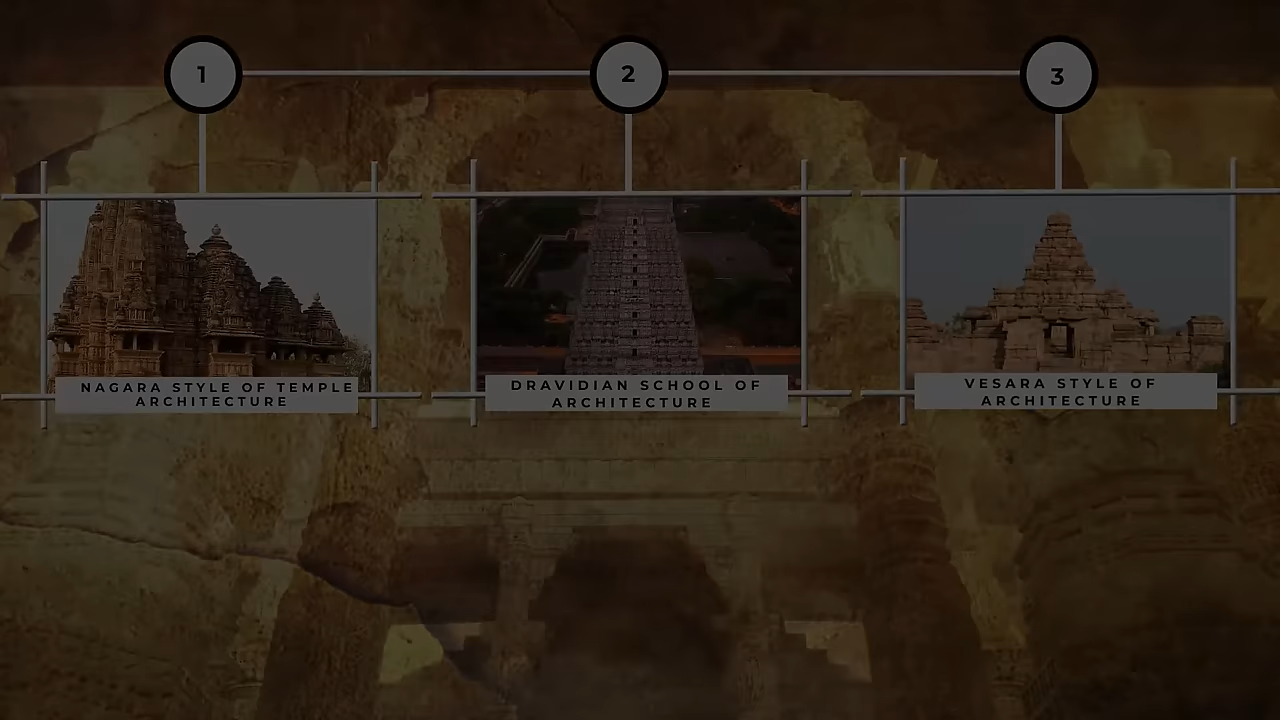 1
2
3
NAGARA STYLE OF TEMPLE
ARCHITECTURE
DRAVIDIAN SCHOOL OF
ARCHITECTURE
VESARA STYLE OF
ARCHITECTURE